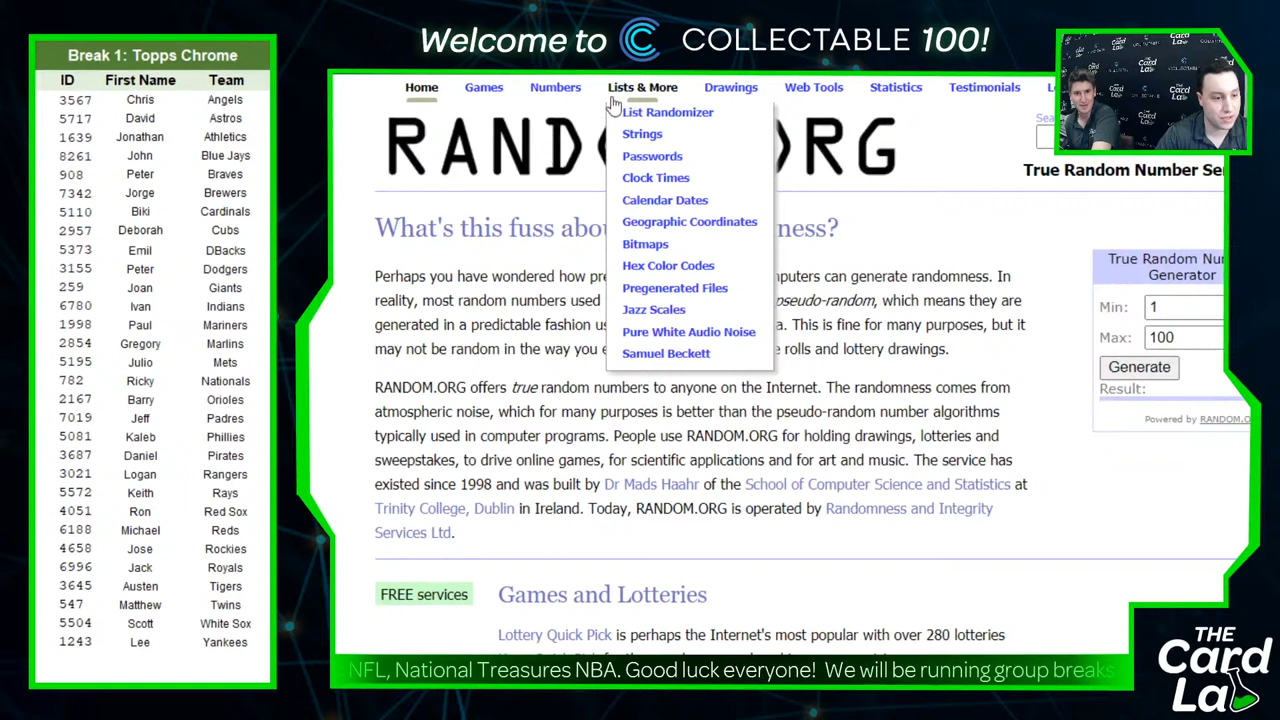 Welcome to COLLECTABLE 100!
Break 1: Topps Chrome
ID First Name Team
3567 Chris Angels
5717 David Astros
1639 Jonathan Athletics
8261 John Blue Jays
908 Peter Braves
7342 Jorge Brewers
5110 Biki Cardinals
2957 Deborah Cubs
5373 Emil DBacks
3155 Peter Dodgers
259 Joan Giants
6780 Ivan Indians
1998 Paul Mariners
2854 Gregory Marlins
5195 Julio Mets
782 Ricky Nationals
2167 Barry Orioles
7019 Jeff Padres
5081 Kaleb Phillies
3687 Daniel Pirates
3021 Logan Rangers
5572 Keith Rays
4051 Ron Red Sox
6188 Michael Reds
4658 Jose Rockies
6996 Jack Royals
3645 Austen Tigers
547 Matthew Twins
5504 Scott White Sox
1243 Lee Yankees
Home Games Numbers Lists & More Drawings Web Tools Statistics Testimonials
List Randomizer
Strings
Passwords
Clock Times
Calendar Dates
Geographic Coordinates
Bitmaps
Hex Color Codes
Pregenerated Files
Jazz Scales
Pure White Audio Noise
Samuel Beckett
RAND RG
True Random Number Se
What's this fuss abou ness?
Perhaps you have wondered how pre mputers can generate randomness. In
reality, most random numbers used pseudo-random, which means they are
generated in a predictable fashion us a. This is fine for many purposes, but it
may not be random in the way you e rolls and lottery drawings.
RANDOM.ORG offers true random numbers to anyone on the Internet. The randomness comes from
atmospheric noise, which for many purposes is better than the pseudo-random number algorithms
typically used in computer programs. People use RANDOM.ORG for holding drawings, lotteries and
sweepstakes, to drive online games, for scientific applications and for art and music. The service has
existed since 1998 and was built by Dr Mads Haahr of the School of Computer Science and Statistics at
Trinity College, Dublin in Ireland. Today, RANDOM.ORG is operated by Randomness and Integrity
Services Ltd.
True Random Nu
Generator
Min: 1
Max: 100
Generate
Result:
Powered by RANDOM.O
FREE services
Games and Lotteries
Lottery Quick Pick is perhaps the Internet's most popular with over 280 lotteries
NFL, National Treasures NBA. Good luck everyone! We will be running group breaks
THE
Card
La